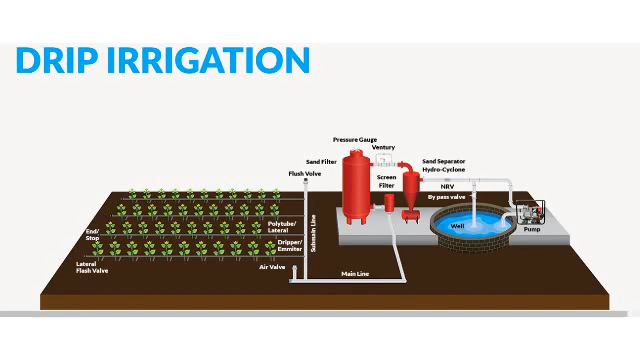 DRIP IRRIGATION
Pressure Gauge
Ventury
Sand Filter
Sand Separator
Hydro-Cyclone
Flush Valve
Screen
Filter
NRV
By pass valve
Polytube/
Lateral
Submain Line
Well
Pump
End/
Stop
Dripper/
Emmiter
Lateral
Flash Valve
Air Valve
Main Line